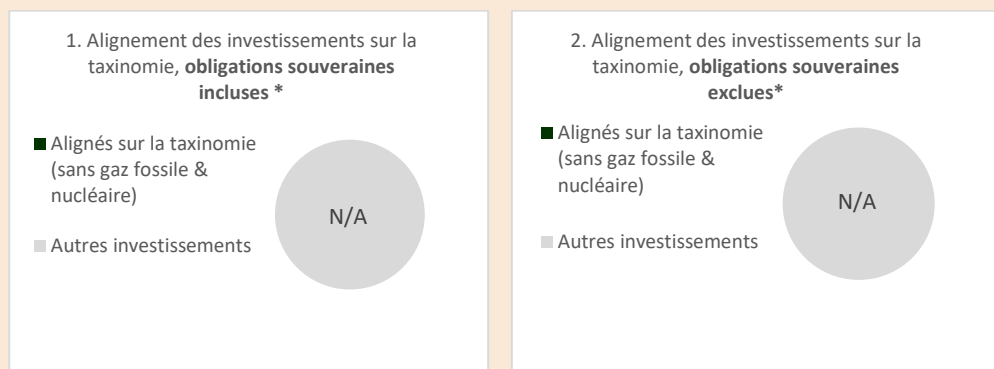 1. Alignement des investissements sur la
taxinomie, obligations souveraines
incluses *
Alignés sur la taxinomie
(sans gaz fossile &
nucléaire)
Autres investissements
N/A
2. Alignement des investissements sur la
taxinomie, obligations souveraines
exclues*
Alignés sur la taxinomie
(sans gaz fossile &
nucléaire)
Autres investissements
N/A